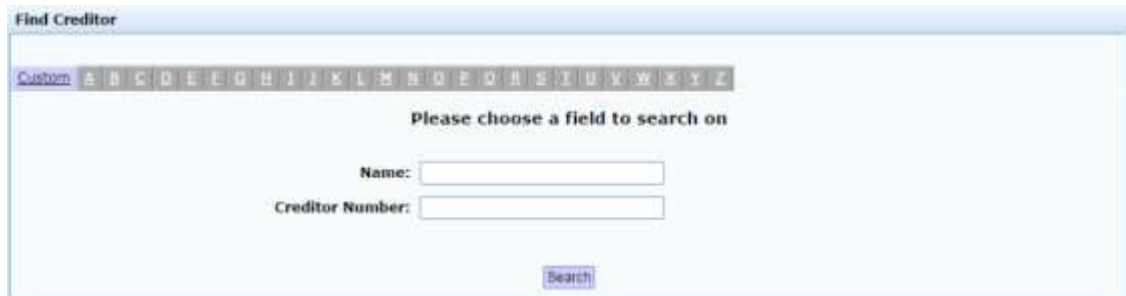 Find Creditor
Custom A B C D E F G H I J K L M N O P Q R S T U V W X Y Z
Please choose a field to search on
Name:
Creditor Number:
Search